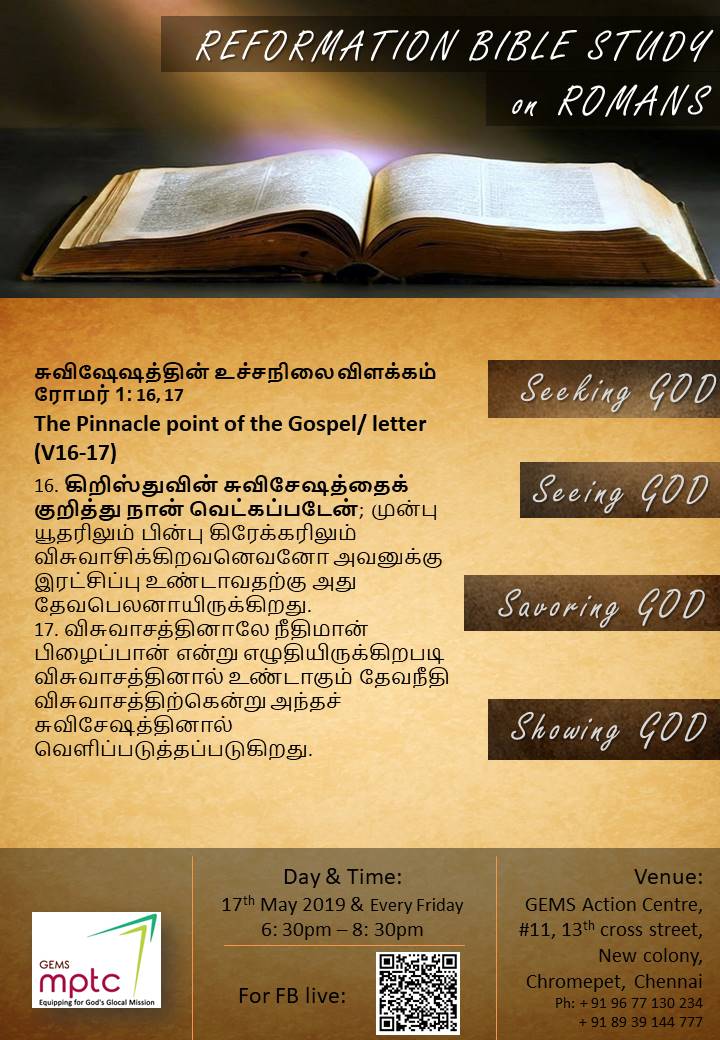 REFORMATION BIBLE STUDY
on ROMANS
சுவிஷேஷத்தின் உச்சநிலைவிளக்கம்
ரோமர் 1: 16, 17
The Pinnacle point of the Gospel/ letter
(V16-17)
16. கிறிஸ்துவின் சுவிசேஷத்தைக்
குறித்து நான் வெட்கப்படேன்; முன்பு
யூதரிலும் பின்பு கிரேக்கரிலும்
விசுவாசிக்கிறவனெவனோ அவனுக்கு
இரட்சிப்பு உண்டாவதற்கு அது
தேவபெலனாயிருக்கிறது.
17. விசுவாசத்தினாலே நீதிமான்
பிழைப்பான் என்று எழுதியிருக்கிறபடி
விசுவாசத்தினால் உண்டாகும் தேவநீதி
விசுவாசத்திற்கென்று அந்தச்
சுவிசேஷத்தினால்
வெளிப்படுத்தப்படுகிறது.
Seeking GOD
Seeing GOD
Savoring GOD
Showing GOD
GEMS
mptc
Equipping for God's Glocal Mission
Day & Time:
17th May 2019 & Every Friday
6: 30pm – 8: 30pm
For FB live:
Venue:
GEMS Action Centre,
#11, 13th cross street,
New colony,
Chromepet, Chennai
Ph: + 91 96 77 130 234
+ 91 89 39 144 777